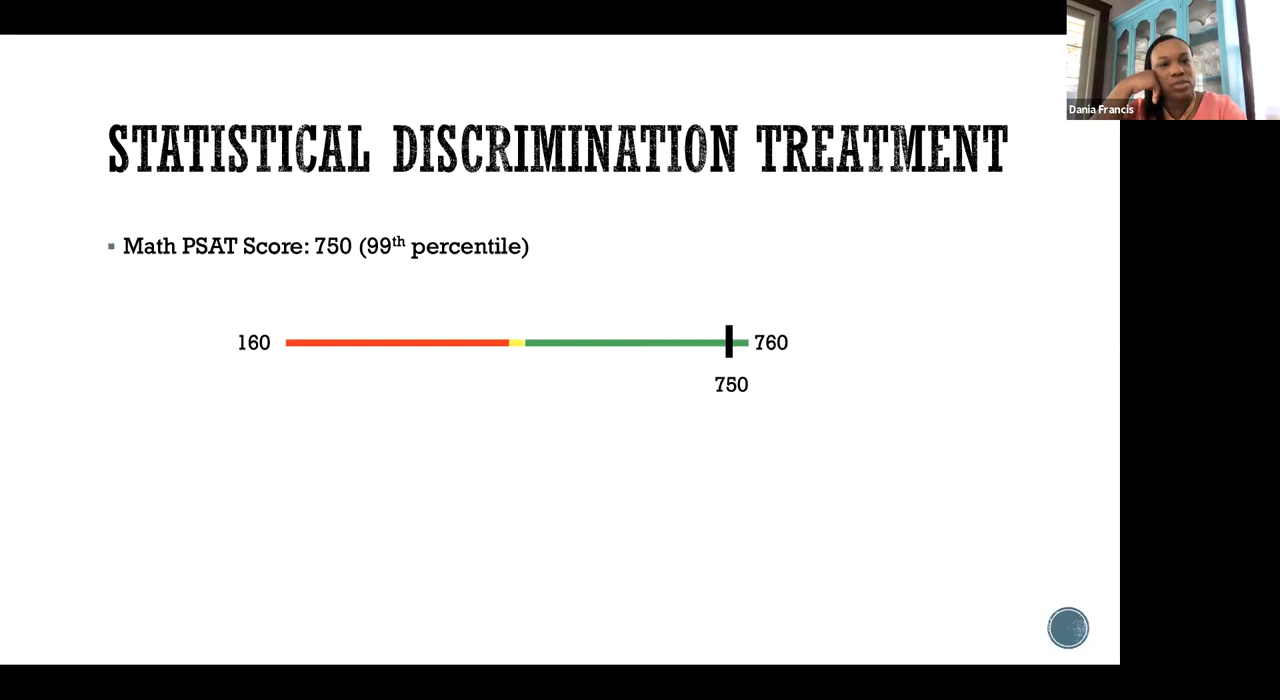 STATISTICAL DISCRIMINATION TREATMENT
▪ Math PSAT Score: 750 (99th percentile)
160 760
750
Dania Francis